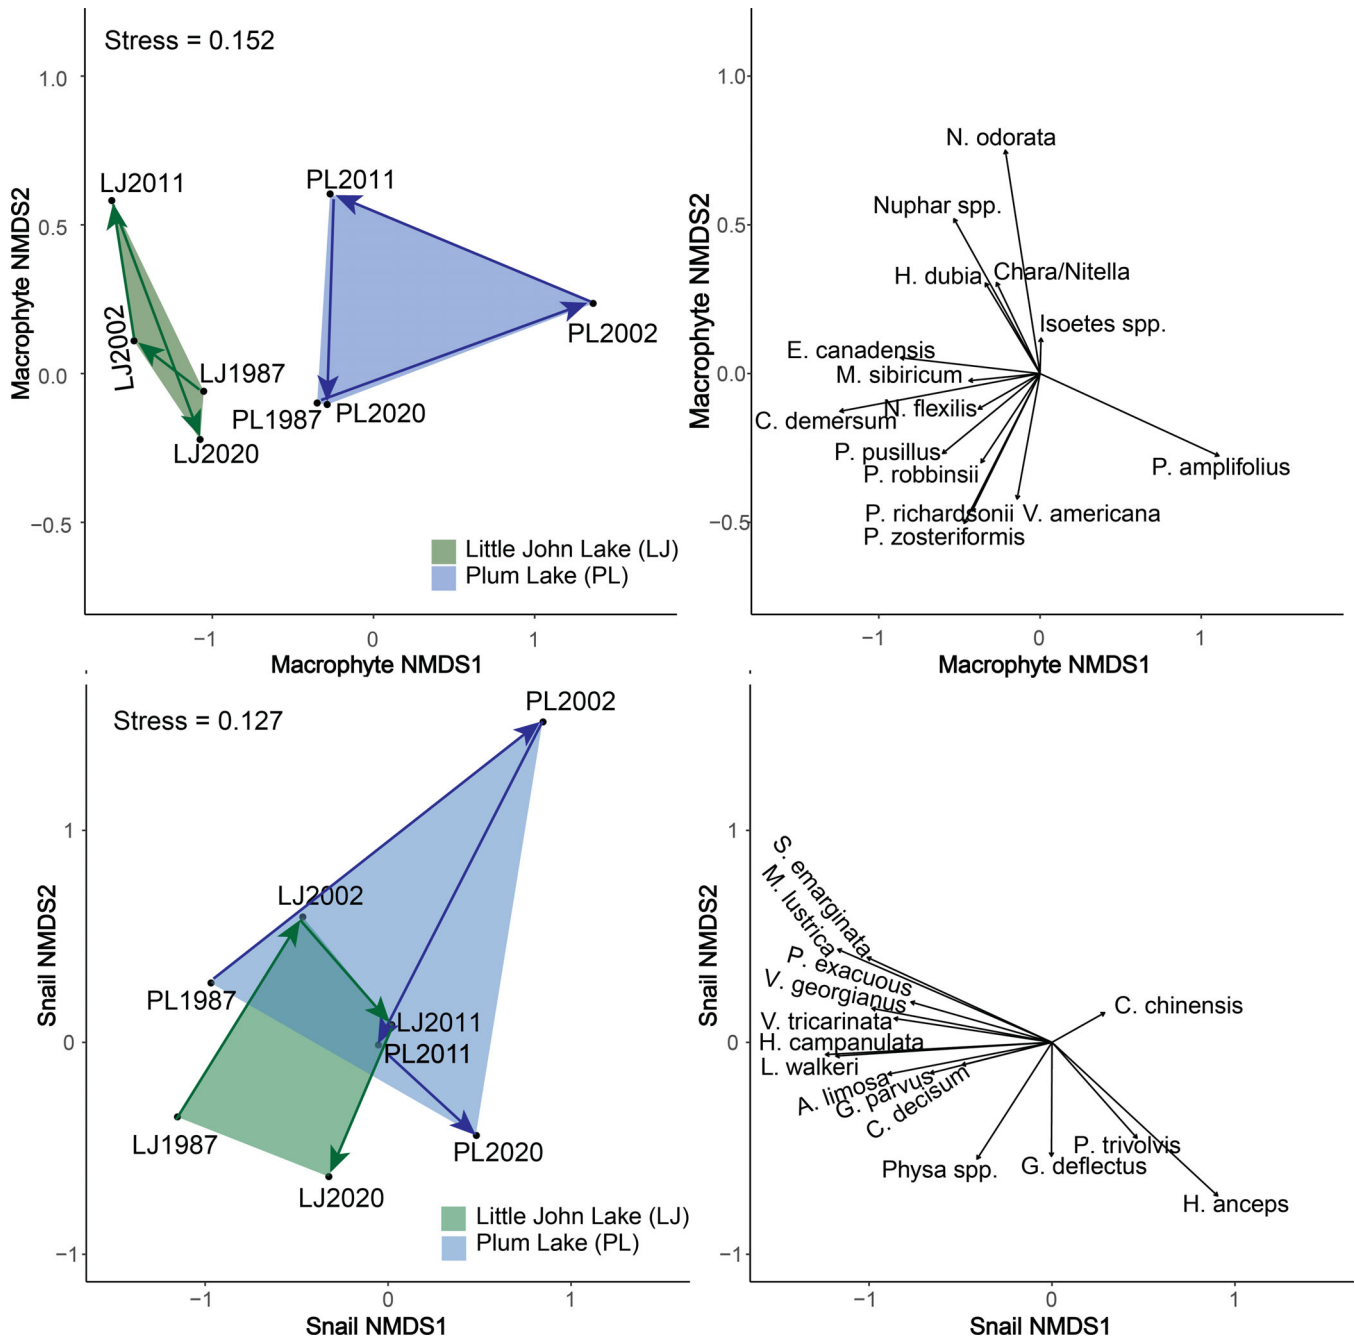 Stress = 0.152
1.0
0.5
0.0
−0.5
Macrophyte NMDS2
LJ2011
LJ2002
LJ1987
LJ2020
PL2011
PL2002
PL1987
PL2020
Little John Lake (LJ)
Plum Lake (PL)
−1
0
1
Macrophyte NMDS1
1.0
0.5
0.0
−0.5
Macrophyte NMDS2
N. odorata
Nuphar spp.
H. dubia
Chara/Nitella
Isoetes spp.
E. canadensis
M. sibiricum
N. flexilis
C. demersum
P. pusillus
P. robbinsii
P. amplifolius
P. richardsonii
V. americana
P. zosteriformis
−1
0
1
Macrophyte NMDS1
Stress = 0.127
1
0
−1
Snail NMDS2
PL2002
LJ2002
PL1987
LJ2011
PL2011
LJ1987
PL2020
LJ2020
Little John Lake (LJ)
Plum Lake (PL)
−1
0
1
Snail NMDS1
1
0
−1
Snail NMDS2
S. emarginata
M. lustrica
P. exacuous
V. georgianus
V. tricarinata
H. campanulata
L. walkeri
A. limosa
G. parvus
C. decisum
C. chinensis
P. trivolvis
Physa spp.
G. deflectus
H. anceps
−1
0
1
Snail NMDS1